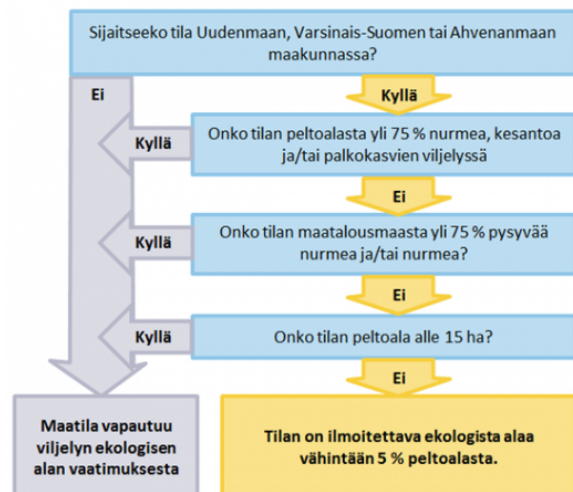 Sijaitseeko tila Uudenmaan, Varsinais-Suomen tai Ahvenanmaan
maakunnassa?
Ei
Kyllä
Kyllä
Onko tilan peltoalasta yli 75 % nurmea, kesantoa
ja/tai palkokasvien viljelyssä
Ei
Kyllä
Onko tilan maatalousmaasta yli 75 % pysyvää
nurmea ja/tai nurmea?
Ei
Kyllä
Onko tilan peltoala alle 15 ha?
Ei
Maatila vapautuu
viljelyn ekologisen
alan vaatimuksesta
Tilan on ilmoitettava ekologista alaa
vähintään 5 % peltoalasta.